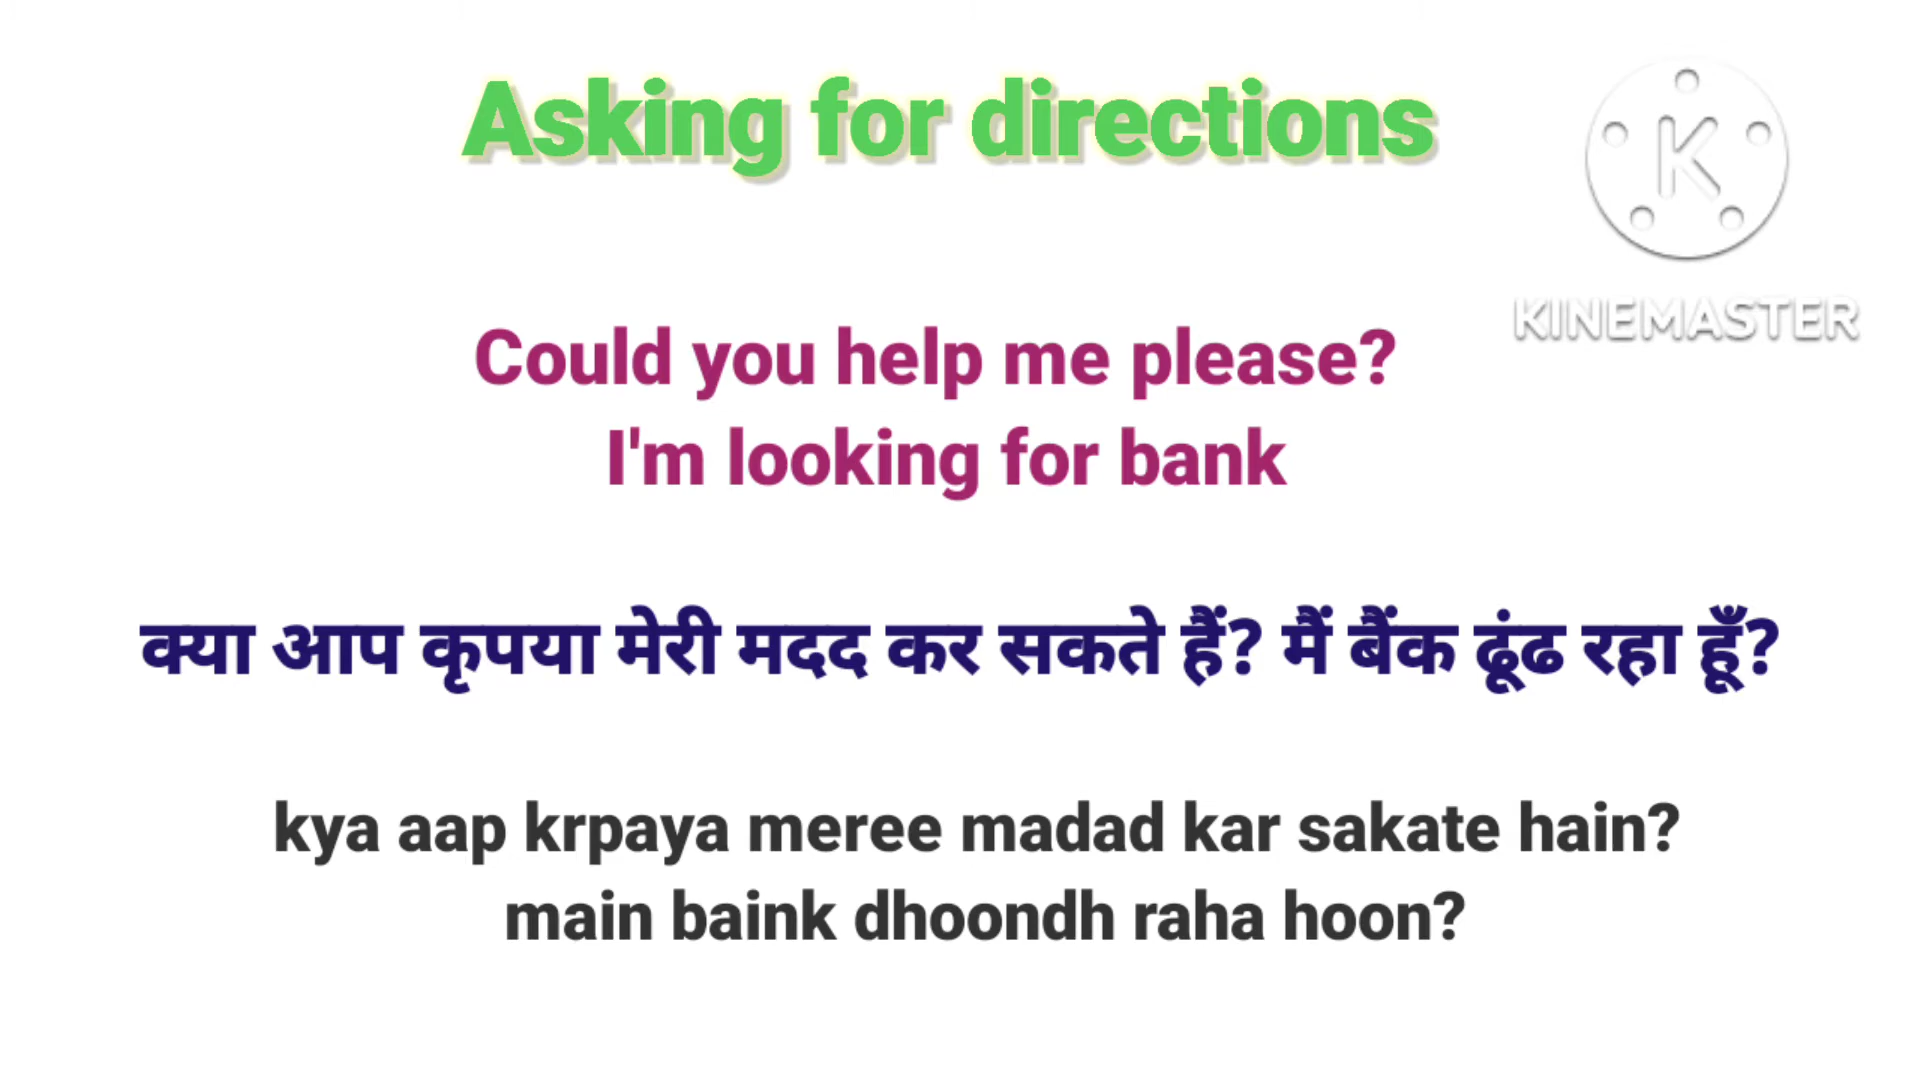 Asking for directions
K
KINEMASTER
Could you help me please?
I'm looking for bank
क्या आप कृपया मेरी मदद कर सकते हैं? मैं बैंक ढूंढ रहा हूँ?
kya aap krpaya meree madad kar sakate hain?
main baink dhoondh raha hoon?